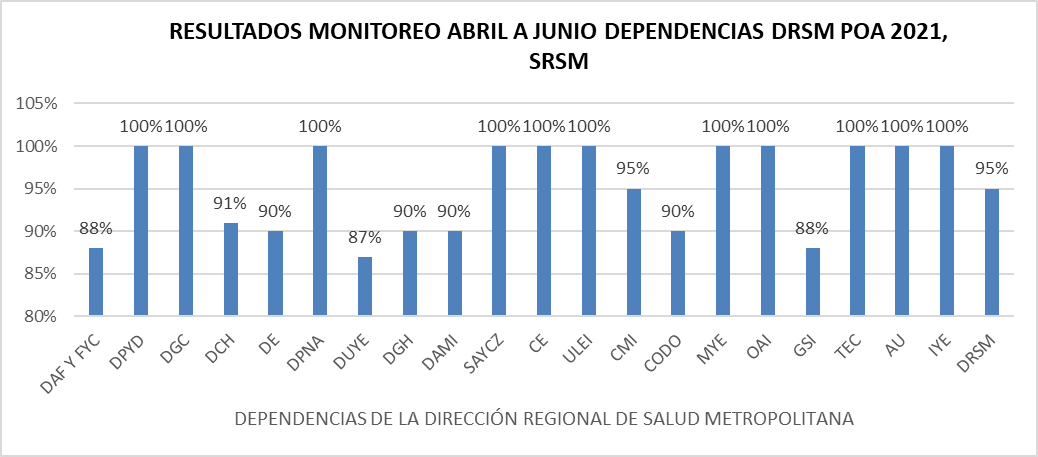 RESULTADOS MONITOREO ABRIL A JUNIO DEPENDENCIAS DRSM POA 2021,
SRSM
105%
100%
95%
90%
85%
80%
88%
100%
100%
91%
90%
100%
87%
90%
90%
100%
100%
100%
95%
90%
100%
100%
88%
100%
100%
100%
95%
DAF Y FYC
DPYD
DGC
DCH
DE
DPNA
DUYE
DGH
DAMI
SAYCZ
CE
ULEI
CMI
CODO
MYE
OAI
GSI
TEC
AU
IYE
DRSM
DEPENDENCIAS DE LA DIRECCIÓN REGIONAL DE SALUD METROPOLITANA